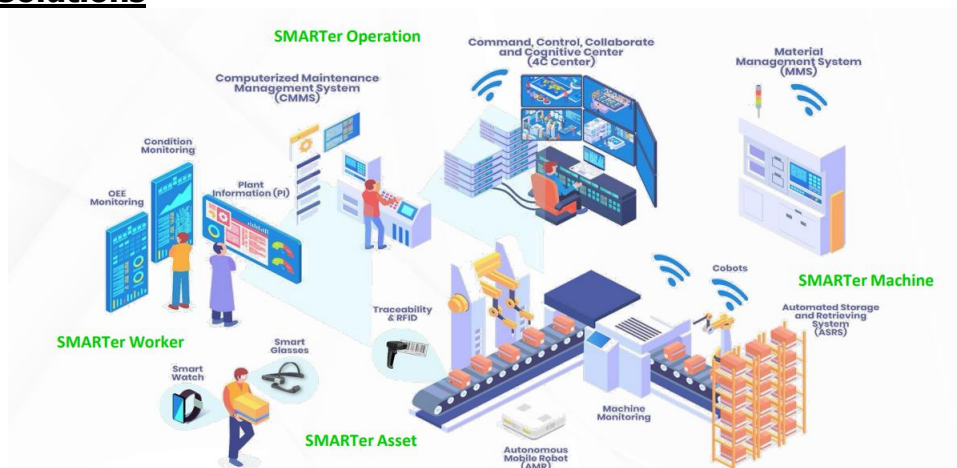 Solutions
SMARTer Operation
Command, Control, Collaborate
and Cognitive Center
(4C Center)
Material
Management System
(MMS)
Computerized Maintenance
Management System
(CMMS)
Condition
Monitoring
OEE
Monitoring
Plant
Information (PI)
Cobots
SMARTer Machine
Automated Storage
and Retrieving
System
(ASRS)
Traceability
& RFID
SMARTer Worker
Smart
Glasses
Smart
Watch
Machine
Monitoring
SMARTer Asset
Autonomous
Mobile Robot
(AMR)